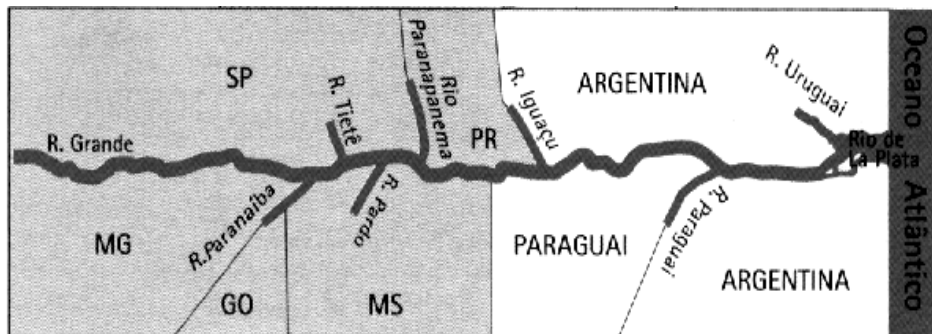 SP
R. Grande
R. Tietê
Rio
Paranapanema
PR
R. Iguaçu
ARGENTINA
R. Uruguai
Rio de
La Plata
Oceano Atlântico
MG
R. Paranaíba
GO
R. Pardo
MS
PARAGUAI
R. Paraguai
ARGENTINA